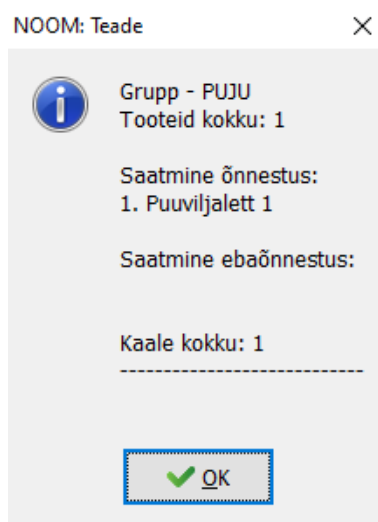 NOOM: Teade
Grupp - PUJU
Tooteid kokku: 1
Saatmine õnnestus:
1. Puuviljalett 1
Saatmine ebaõnnestus:
Kaale kokku: 1
----------------------------
OK